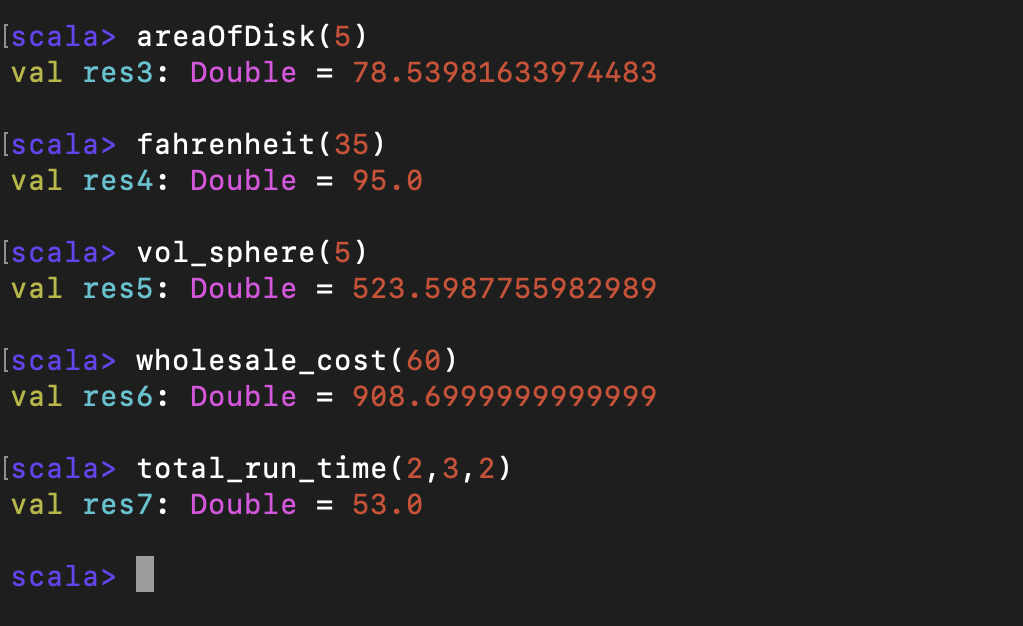 [scala> areaOfDisk(5)
val res3: Double = 78.53981633974483
[scala> fahrenheit(35)
val res4: Double = 95.0
[scala> vol_sphere(5)
val res5: Double = 523.5987755982989
[scala> wholesale_cost(60)
val res6: Double = 908.6999999999999
[scala> total_run_time(2,3,2)
val res7: Double = 53.0
scala>